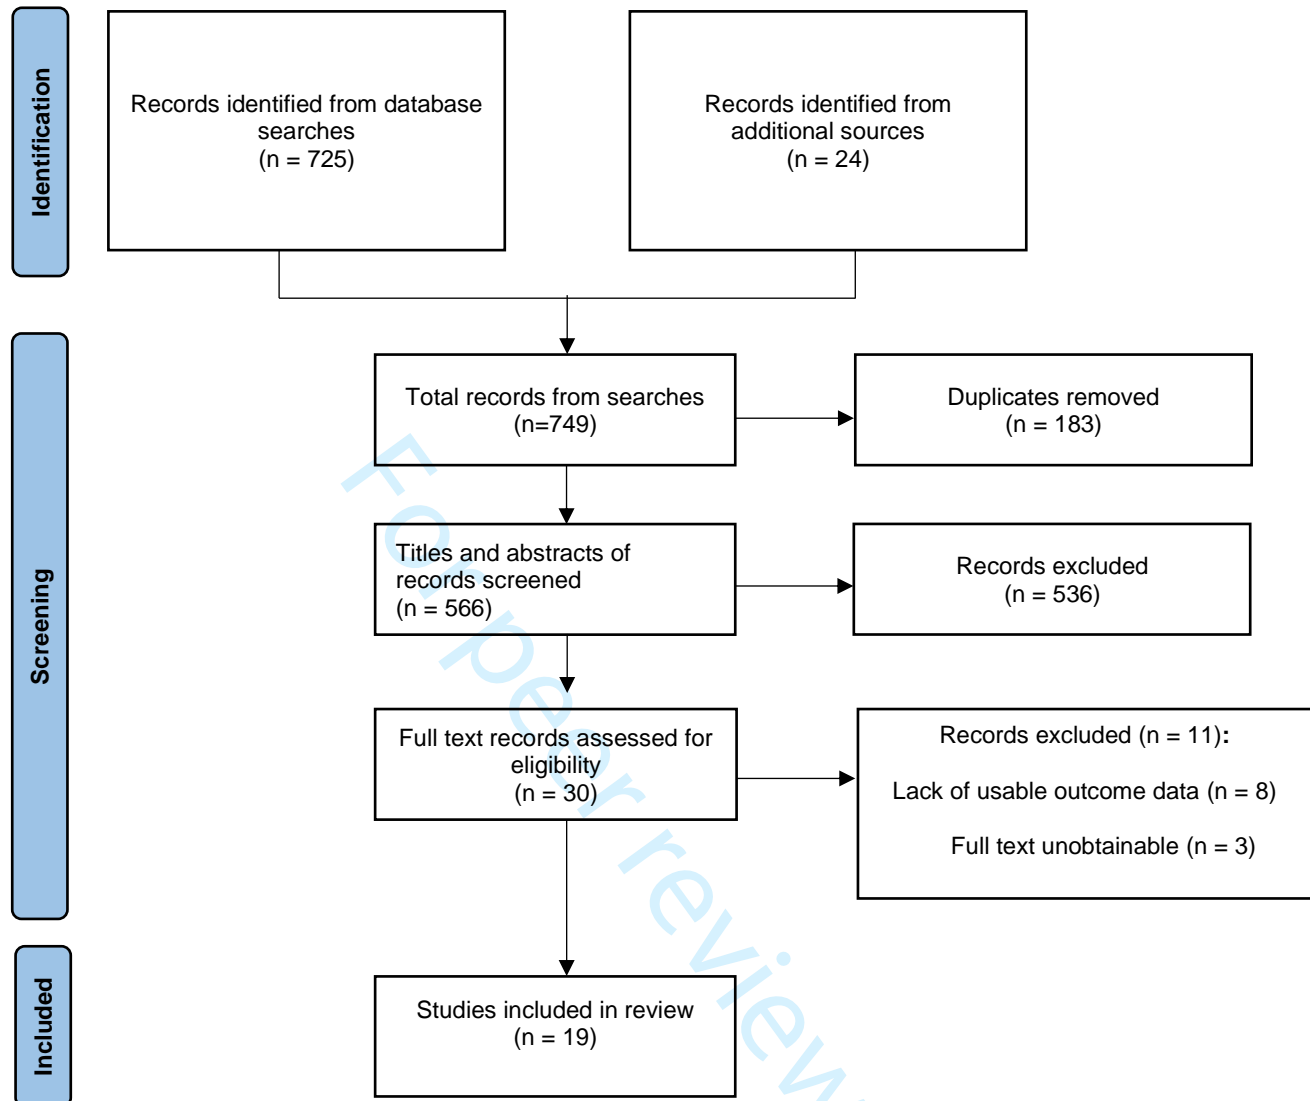 Identification
Records identified from database
searches
(n = 725)
Records identified from
additional sources
(n = 24)
Screening
Total records from searches
(n=749)
Duplicates removed
(n = 183)
Titles and abstracts of
records screened
(n = 566)
Records excluded
(n = 536)
Full text records assessed for
eligibility
(n = 30)
Records excluded (n = 11):
Lack of usable outcome data (n = 8)
Full text unobtainable (n = 3)
Included
Studies included in review
(n = 19)
For peer review